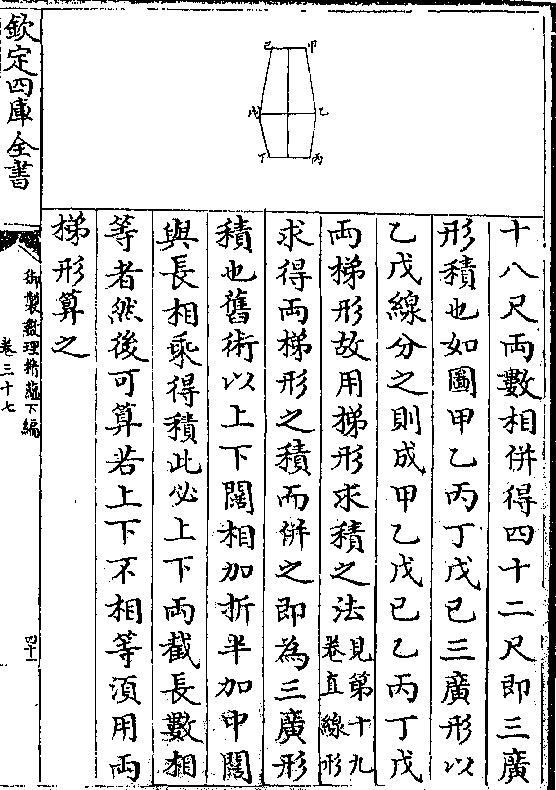 己 甲
戊 乙
丁 丙
十八尺両數相併得四十二尺即三廣
形積也如圖甲乙丙丁戊己三廣形以
乙戊線分之則成甲乙戊己乙丙丁戊
両梯形故用梯形求積之法見第十九卷直線形
求得両梯形之積而併之即為三廣形
積也舊術以上下闊相加折半加中闊
與長相乗得積此必上下両截長數相
等者然後可算若上下不相等須用両
梯形算之
欽定四庫全書
御製數理精藴下編
卷三十七
四十一